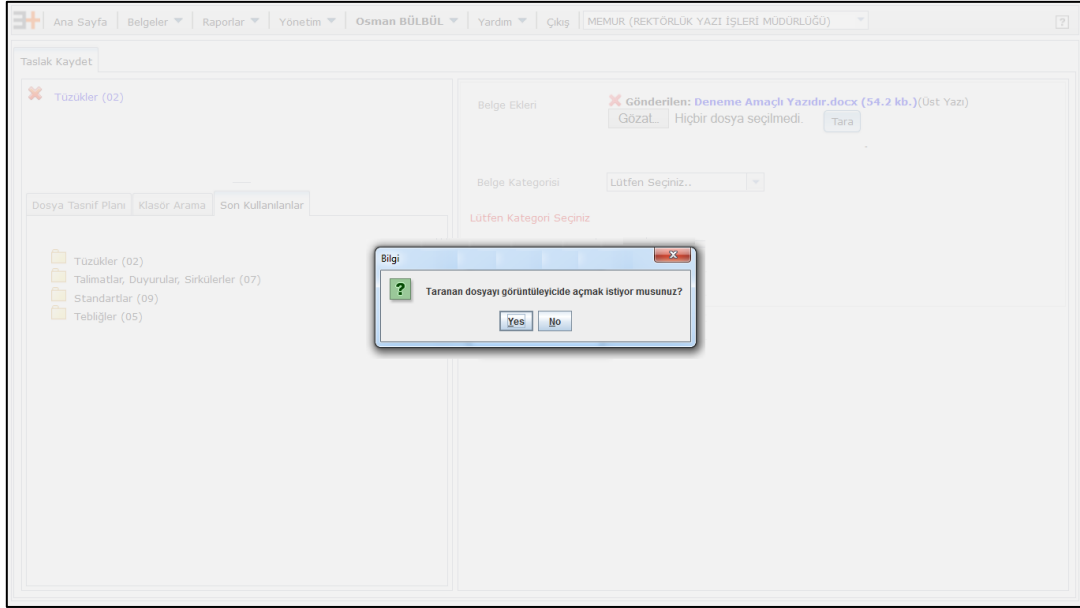 Ana Sayfa Belgeler Raporlar Yönetim Osman BÜLBÜL Yardım Çıkış MEMUR (REKTÖRLÜK YAZI İŞLERİ MÜDÜRLÜĞÜ) ?
Taslak Kaydet
Tüzükler (02)
Belge Ekleri
Gönderilen: Deneme Amaçlı Yazıdır.docx (54.2 kb.)(Üst Yazı)
Gözat... Hiçbir dosya seçilmedi. Tara
Belge Kategorisi Lütfen Seçiniz..
Lütfen Kategori Seçiniz
Dosya Tasnif Planı Klasör Arama Son Kullanılanlar
Tüzükler (02)
Talimatlar, Duyurular, Sirkülerler (07)
Standartlar (09)
Tebliğler (05)
Bilgi
Taranan dosyayı görüntüleyicide açmak istiyor musunuz?
Yes No